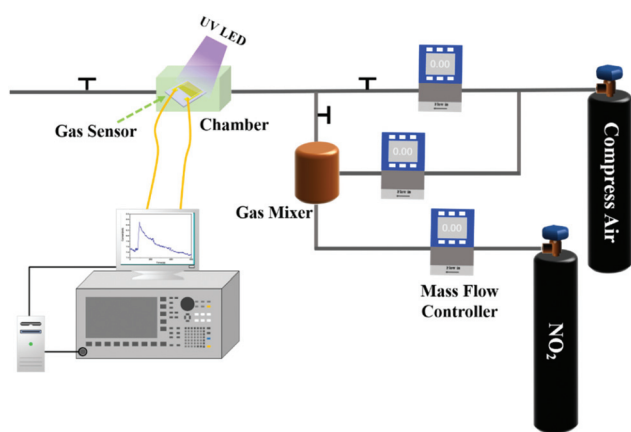 UV LED
0.00
Gas Sensor
Chamber
Compress Air
0.00
Gas Mixer
0.00
Mass Flow
Controller
NO₂